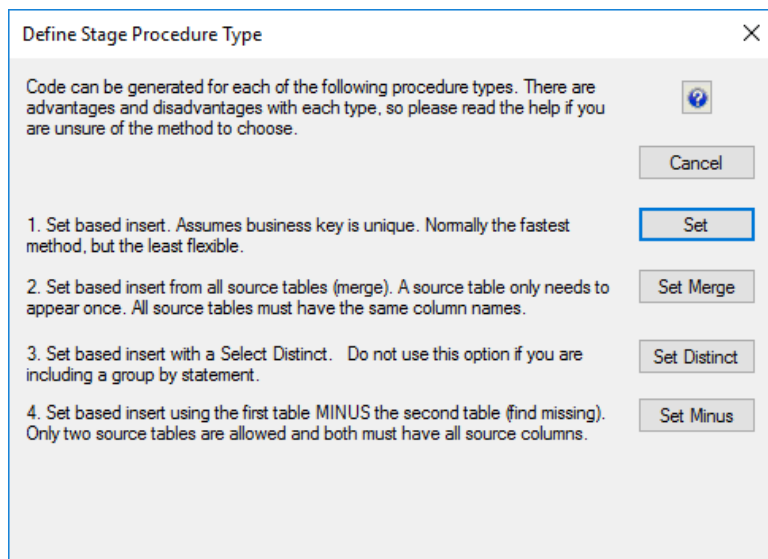 Define Stage Procedure Type
Code can be generated for each of the following procedure types. There are
advantages and disadvantages with each type, so please read the help if you
are unsure of the method to choose.
Cancel
1. Set based insert. Assumes business key is unique. Normally the fastest
method, but the least flexible.
Set
2. Set based insert from all source tables (merge). A source table only needs to
appear once. All source tables must have the same column names.
Set Merge
3. Set based insert with a Select Distinct.   Do not use this option if you are
including a group by statement.
Set Distinct
4. Set based insert using the first table MINUS the second table (find missing).
Only two source tables are allowed and both must have all source columns.
Set Minus